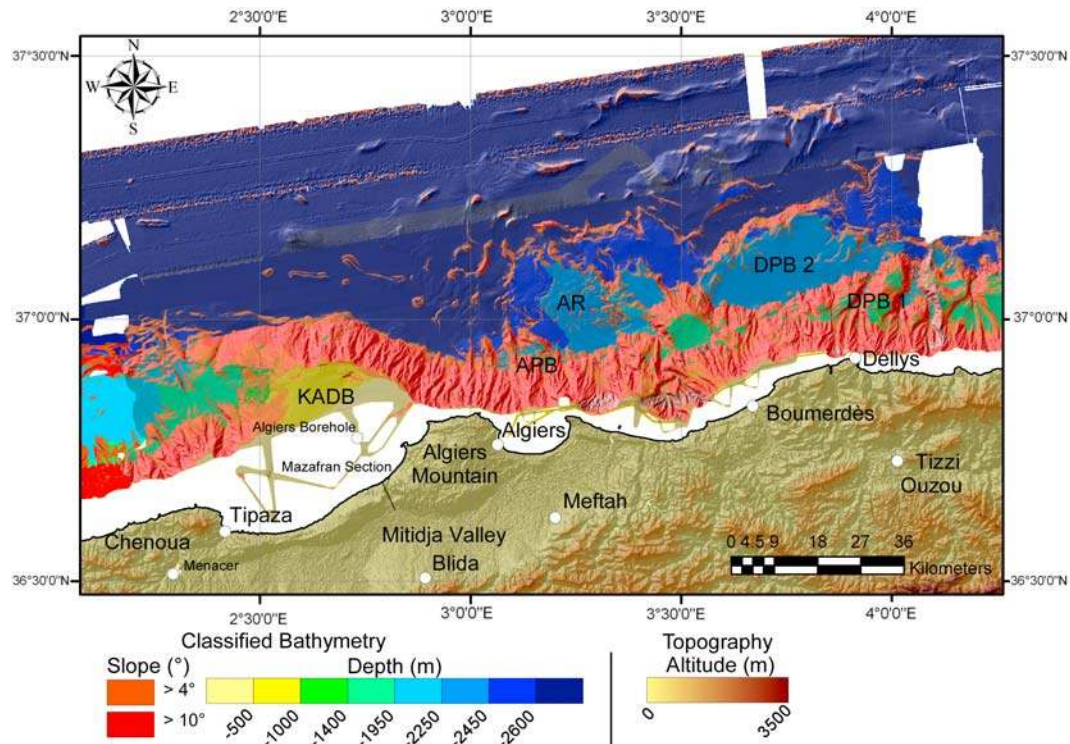 2°30'0"E 3°00'0"E 3°30'0"E 4°00'0"E
37°30'0"N 37°30'0"N
N
W E
S
DPB 2
AR
DPB 1
37°0'0"N 37°0'0"N
APB
Dellys
KADB
Algiers Borehole
Algiers
Boumerdès
Mazafran Section
Algiers
Mountain
Tizzi
Ouzou
Tipaza
Meftah
Chenoua
Mitidja Valley
Menacer
Blida
0 4,5 9 18 27 36
Kilometers
36°30'0"N 36°30'0"N
2°30'0"E 3°00'0"E 3°30'0"E 4°00'0"E
Classified Bathymetry
Slope (°) Depth (m)
> 4°
> 10°
-500 -1000 -1400 -1950 -2250 -2450 -2600
Topography
Altitude (m)
0 3500